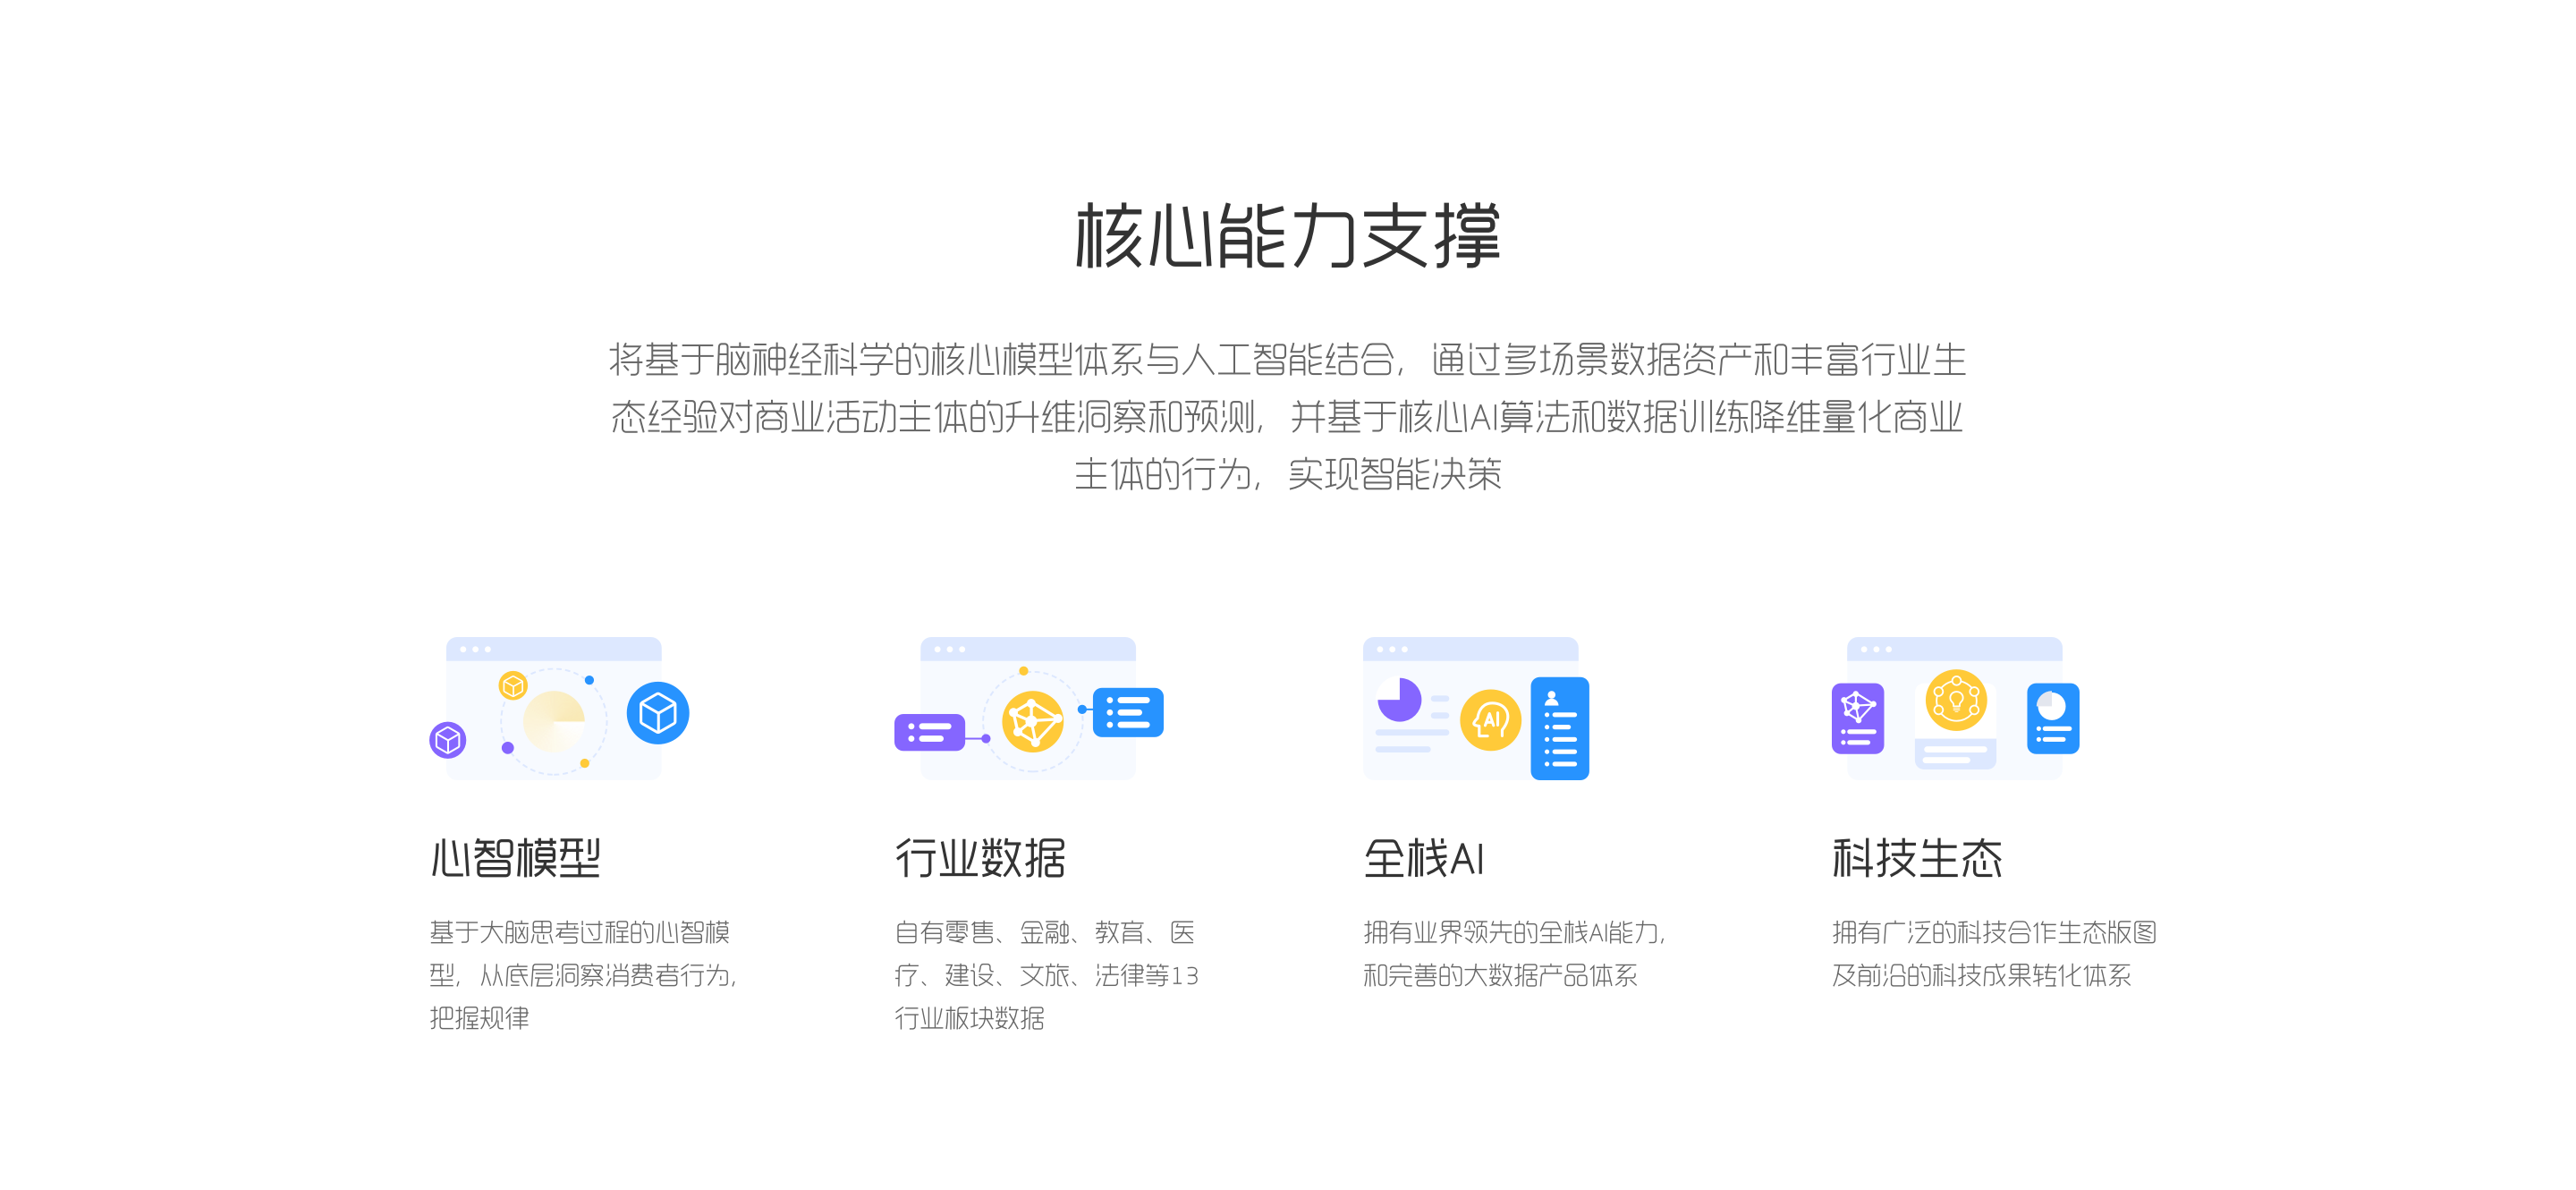 核心能力支撑
将基于脑神经科学的核心模型体系与人工智能结合，通过多场景数据资产和丰富行业生
态经验对商业活动主体的升维洞察和预测，并基于核心AI算法和数据训练降维量化商业
主体的行为，实现智能决策
AI
心智模型
基于大脑思考过程的心智模
型，从底层洞察消费者行为，
把握规律
行业数据
自有零售、金融、教育、医
疗、建设、文旅、法律等13
行业板块数据
全栈AI
拥有业界领先的全栈AI能力，
和完善的大数据产品体系
科技生态
拥有广泛的科技合作生态版图
及前沿的科技成果转化体系